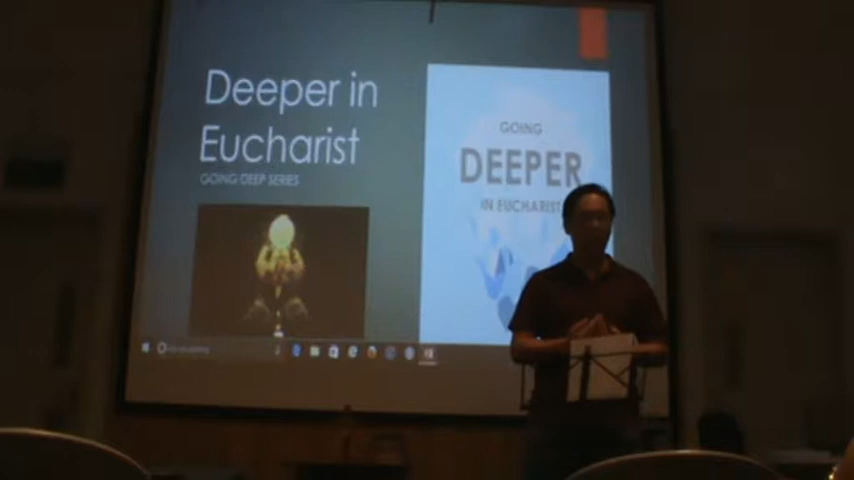 Deeper in
Eucharist
GOING DEEP SERIES
GOING
DEEPER
IN EUCHARIST